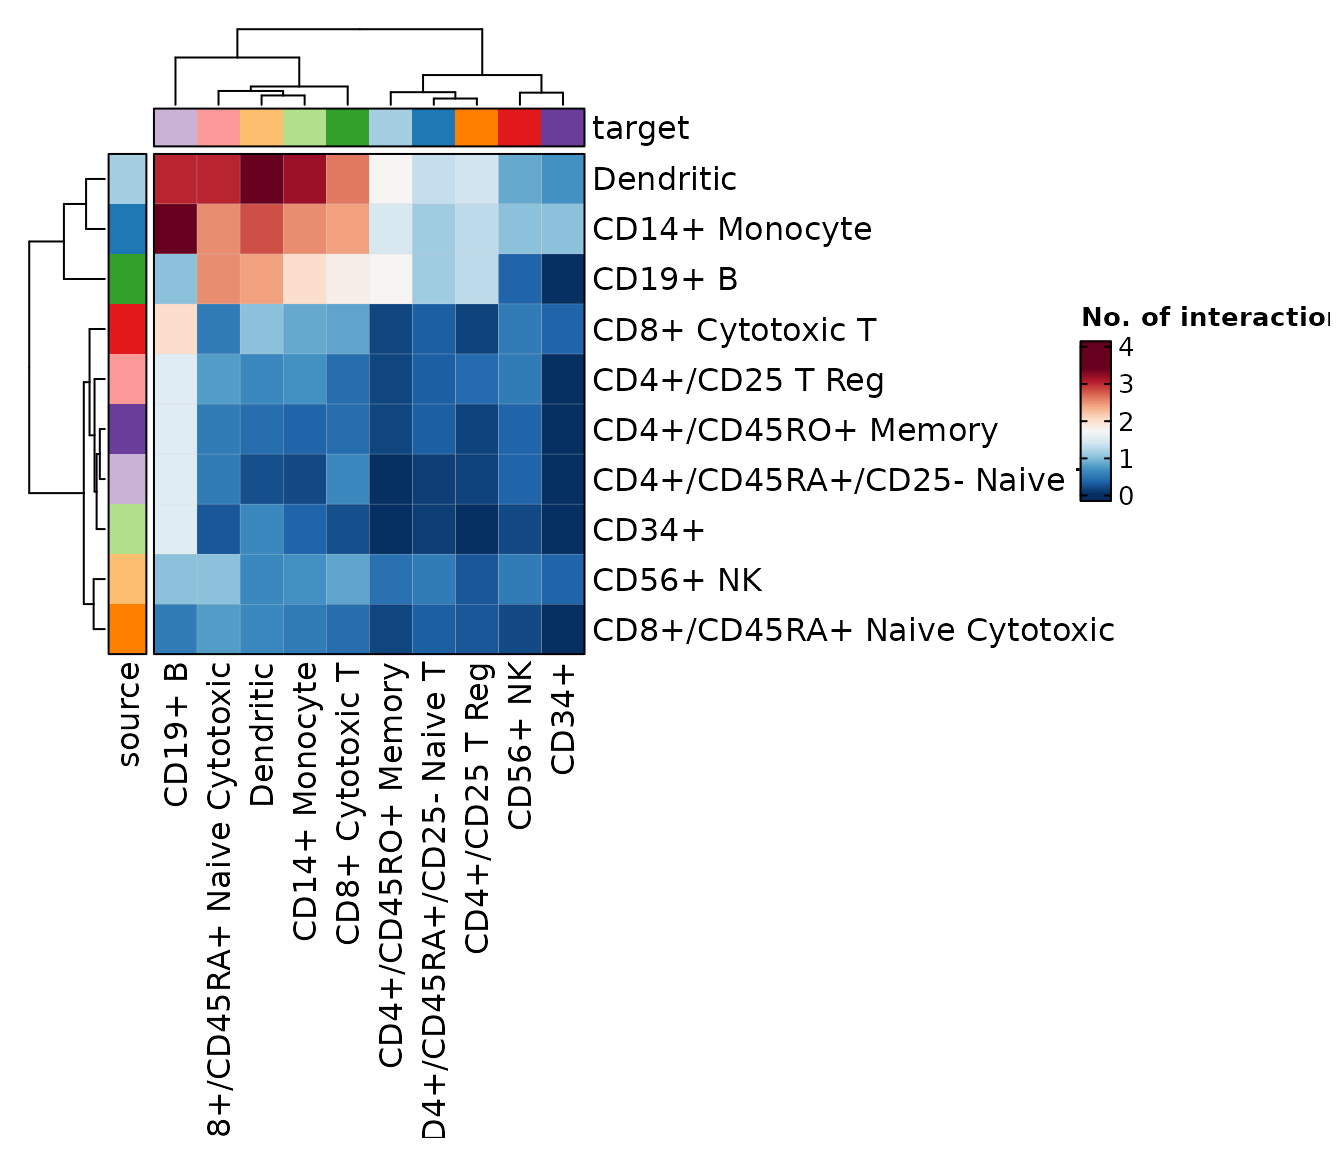 target
Dendritic
CD14+ Monocyte
CD19+ B
CD8+ Cytotoxic T
CD4+/CD25 T Reg
CD4+/CD45RO+ Memory
CD4+/CD45RA+/CD25- Naive
CD34+
CD56+ NK
CD8+/CD45RA+ Naive Cytotoxic
No. of interaction
4
3
2
1
0
source
CD19+ B
8+/CD45RA+ Naive Cytotoxic
Dendritic
CD14+ Monocyte
CD8+ Cytotoxic T
CD4+/CD45RO+ Memory
D4+/CD45RA+/CD25- Naive T
CD4+/CD25 T Reg
CD56+ NK
CD34+